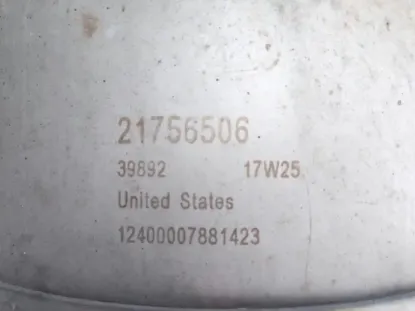 21756506
39892 17W25
United States
12400007881423